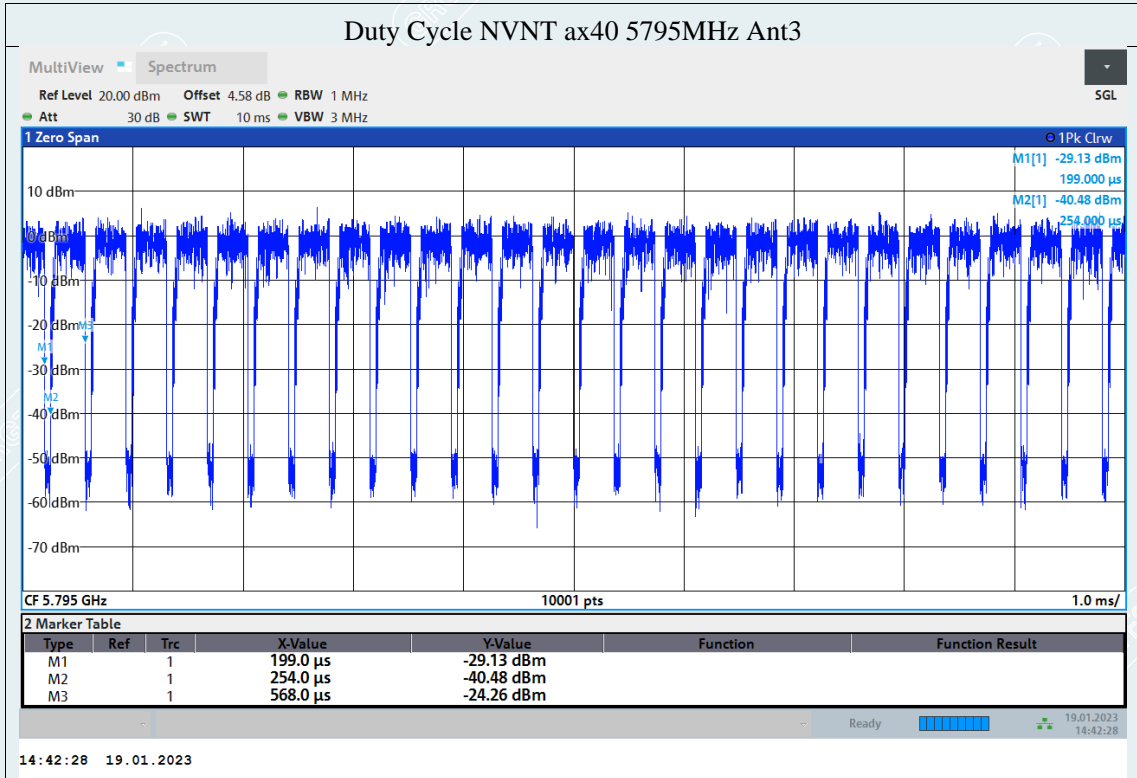 Duty Cycle NVNT ax40 5795MHz Ant3
MultiView Spectrum
Ref Level 20.00 dBm Offset 4.58 dB RBW 1 MHz
SGL
Att 30 dB SWT 10 ms VBW 3 MHz
1 Zero Span 1Pk Clrw
M1[1] -29.13 dBm
199.000 µs
M2[1] -40.48 dBm
254.000 µs
10 dBm
0 dBm
-10 dBm
-20 dBm
M3
M1
-30 dBm
M2
-40 dBm
-50 dBm
-60 dBm
-70 dBm
CF 5.795 GHz 10001 pts 1.0 ms/
2 Marker Table
Type Ref Trc X-Value Y-Value Function Function Result
M1 1 199.0 µs -29.13 dBm
M2 1 254.0 µs -40.48 dBm
M3 1 568.0 µs -24.26 dBm
Ready 19.01.2023
14:42:28
14:42:28 19.01.2023